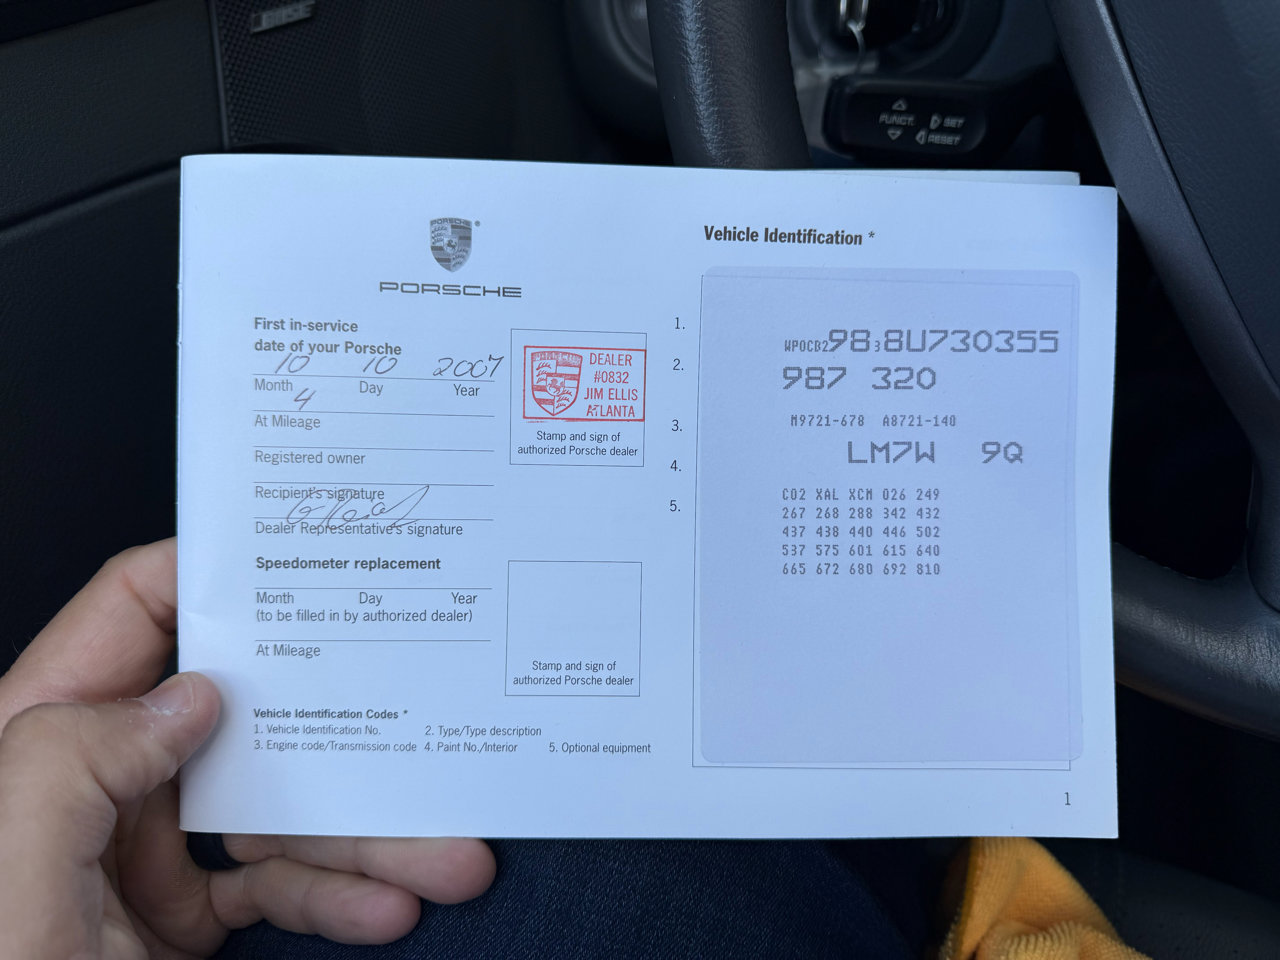 BOSE
FUNCT.
SET
RESET
PORSCHE
®
PORSCHE
First in-service
date of your Porsche
10 10 2007
Month Day Year
4
At Mileage
Registered owner
Recipient's signature
Dealer Representative's signature
PORSCHE
DEALER
#0832
JIM ELLIS
ATLANTA
Stamp and sign of
authorized Porsche dealer
Speedometer replacement
Month Day Year
(to be filled in by authorized dealer)
At Mileage
Stamp and sign of
authorized Porsche dealer
Vehicle Identification Codes *
1. Vehicle Identification No. 2. Type/Type description
3. Engine code/Transmission code 4. Paint No./Interior 5. Optional equipment
Vehicle Identification *
1. WP0CB29838U730355
2. 987 320
3. M9721-678 A8721-140
4. LM7W 9Q
5. C02 XAL XCM 026 249
267 268 288 342 432
437 438 440 446 502
537 575 601 615 640
665 672 680 692 810
1